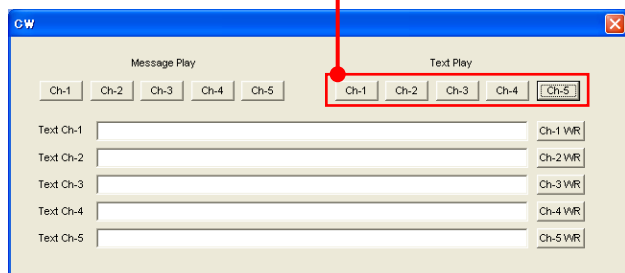 CW
Message Play Text Play
Ch-1 Ch-2 Ch-3 Ch-4 Ch-5 Ch-1 Ch-2 Ch-3 Ch-4 Ch-5
Text Ch-1 Ch-1 WR
Text Ch-2 Ch-2 WR
Text Ch-3 Ch-3 WR
Text Ch-4 Ch-4 WR
Text Ch-5 Ch-5 WR